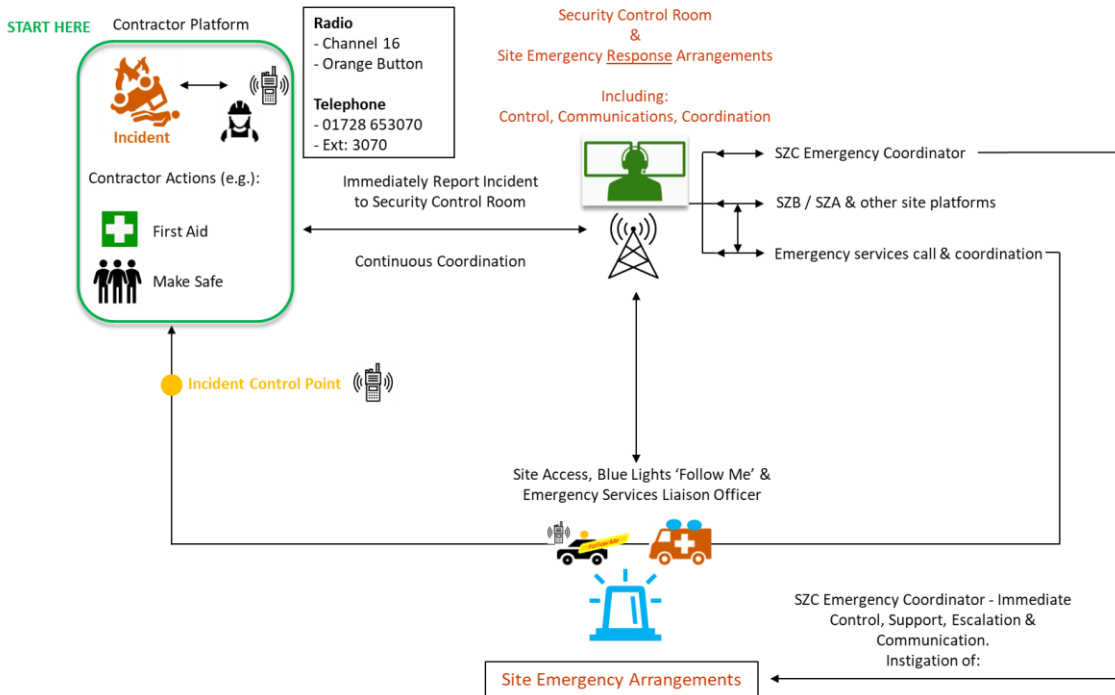 START HERE
Contractor Platform
Incident
Contractor Actions (e.g.):
First Aid
Make Safe
Radio
- Channel 16
- Orange Button
Telephone
- 01728 653070
- Ext: 3070
Immediately Report Incident
to Security Control Room
Continuous Coordination
Security Control Room
&
Site Emergency Response Arrangements
Including:
Control, Communications, Coordination
SZC Emergency Coordinator
SZB / SZA & other site platforms
Emergency services call & coordination
Incident Control Point
Site Access, Blue Lights ‘Follow Me’ &
Emergency Services Liaison Officer
Follow Me
SZC Emergency Coordinator - Immediate
Control, Support, Escalation &
Communication.
Instigation of:
Site Emergency Arrangements